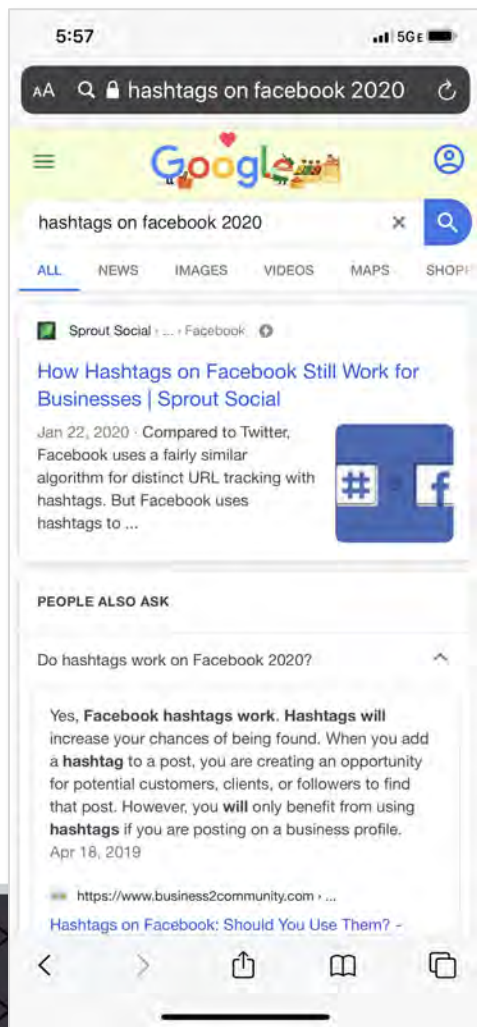 5:57
5GE
AA hashtags on facebook 2020
Google
hashtags on facebook 2020 ×
ALL NEWS IMAGES VIDEOS MAPS
Sprout Social › ... › Facebook
How Hashtags on Facebook Still Work for
Businesses | Sprout Social
Jan 22, 2020 · Compared to Twitter,
Facebook uses a fairly similar
algorithm for distinct URL tracking with
hashtags. But Facebook uses
hashtags to ...
# f
PEOPLE ALSO ASK
Do hashtags work on Facebook 2020?
Yes, Facebook hashtags work. Hashtags will
increase your chances of being found. When you add
a hashtag to a post, you are creating an opportunity
for potential customers, clients, or followers to find
that post. However, you will only benefit from using
hashtags if you are posting on a business profile.
Apr 18, 2019
https://www.business2community.com › ...
Hashtags on Facebook: Should You Use Them? -